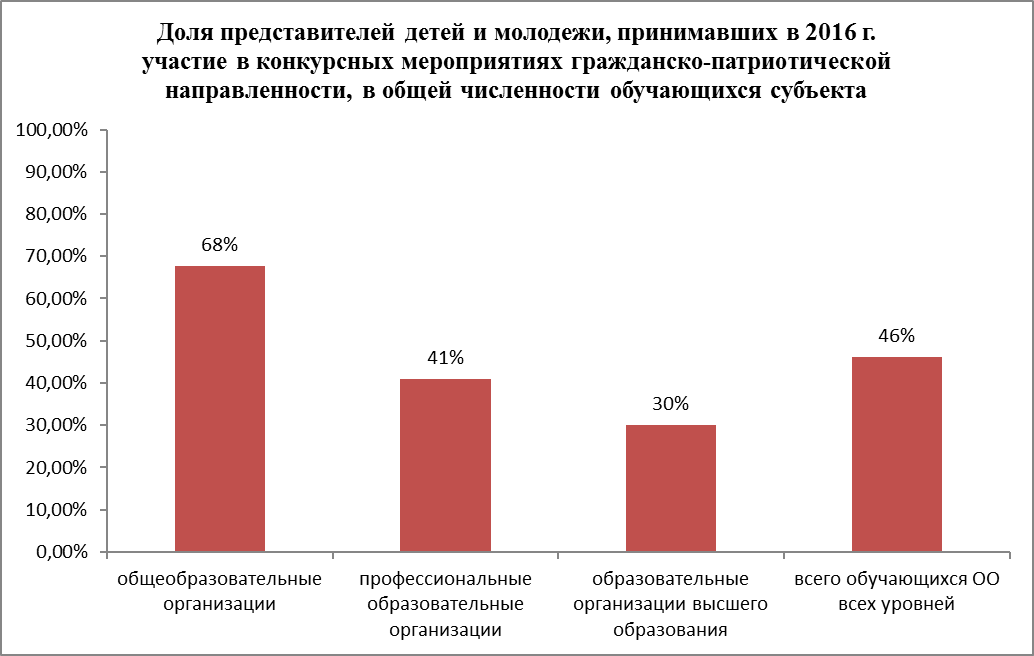 Доля представителей детей и молодежи, принимавших в 2016 г.
участие в конкурсных мероприятиях гражданско-патриотической
направленности, в общей численности обучающихся субъекта
100,00%
90,00%
80,00%
70,00%
60,00%
50,00%
40,00%
30,00%
20,00%
10,00%
0,00%
68%
41%
30%
46%
общеобразовательные
организации
профессиональные
образовательные
организации
образовательные
организации высшего
образования
всего обучающихся ОО
всех уровней